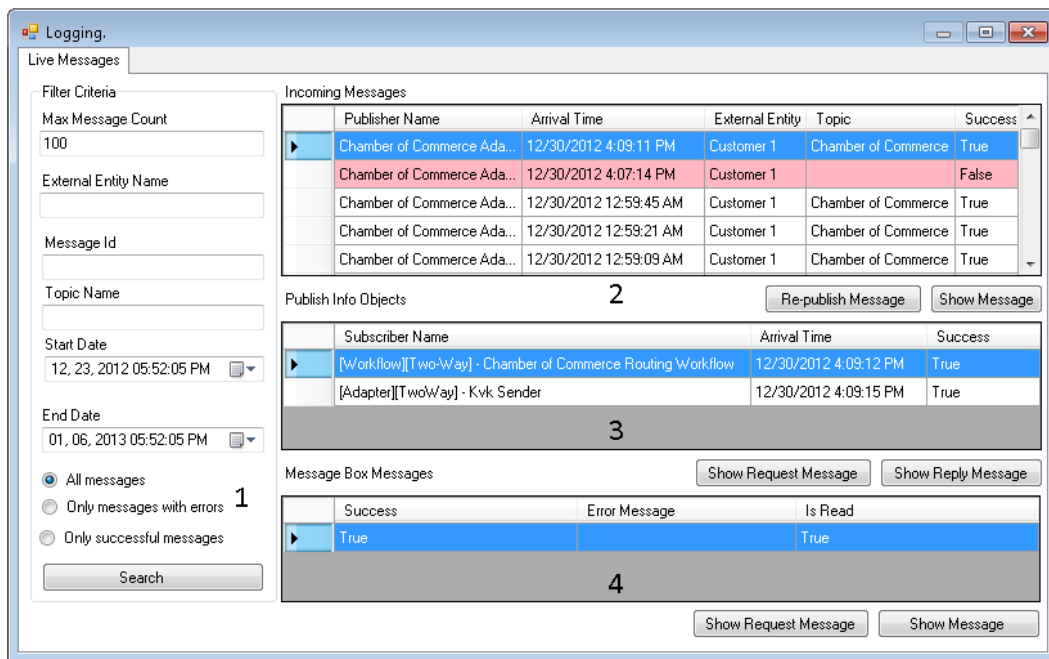 Logging.
Live Messages
Filter Criteria
Max Message Count
100
External Entity Name
Message Id
Topic Name
Start Date
12, 23, 2012 05:52:05 PM
End Date
01, 06, 2013 05:52:05 PM
All messages
Only messages with errors
1
Only successful messages
Search
Incoming Messages
Publisher Name Arrival Time External Entity Topic Success
Chamber of Commerce Ada... 12/30/2012 4:09:11 PM Customer 1 Chamber of Commerce True
Chamber of Commerce Ada... 12/30/2012 4:07:14 PM Customer 1 False
Chamber of Commerce Ada... 12/30/2012 12:59:45 AM Customer 1 Chamber of Commerce True
Chamber of Commerce Ada... 12/30/2012 12:59:21 AM Customer 1 Chamber of Commerce True
Chamber of Commerce Ada... 12/30/2012 12:59:09 AM Customer 1 Chamber of Commerce True
Publish Info Objects 2 Re-publish Message Show Message
Subscriber Name Arrival Time Success
[Workflow][Two-Way] - Chamber of Commerce Routing Workflow 12/30/2012 4:09:12 PM True
[Adapter][TwoWay] - Kvk Sender 12/30/2012 4:09:15 PM True
3
Message Box Messages Show Request Message Show Reply Message
Success Error Message Is Read
True True
4
Show Request Message Show Message